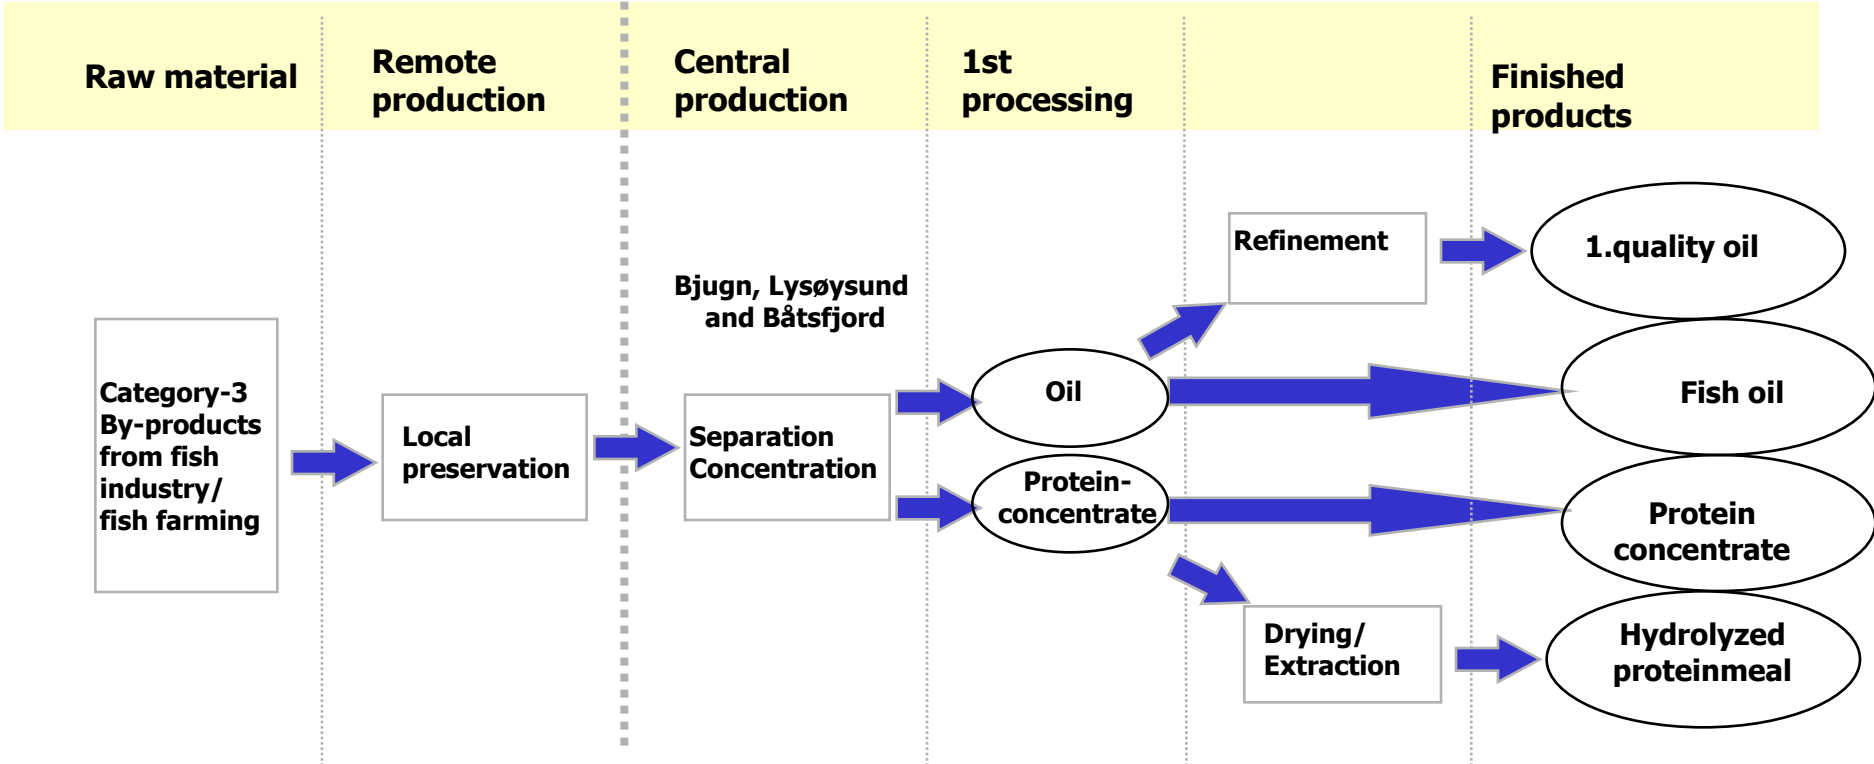 Raw material
Remote
production
Central
production
1st
processing
Finished
products
Category-3
By-products
from fish
industry/
fish farming
Local
preservation
Bjugn, Lysøysund
and Båtsfjord
Separation
Concentration
Oil
Protein-
concentrate
Refinement
Drying/
Extraction
1.quality oil
Fish oil
Protein
concentrate
Hydrolyzed
proteinmeal